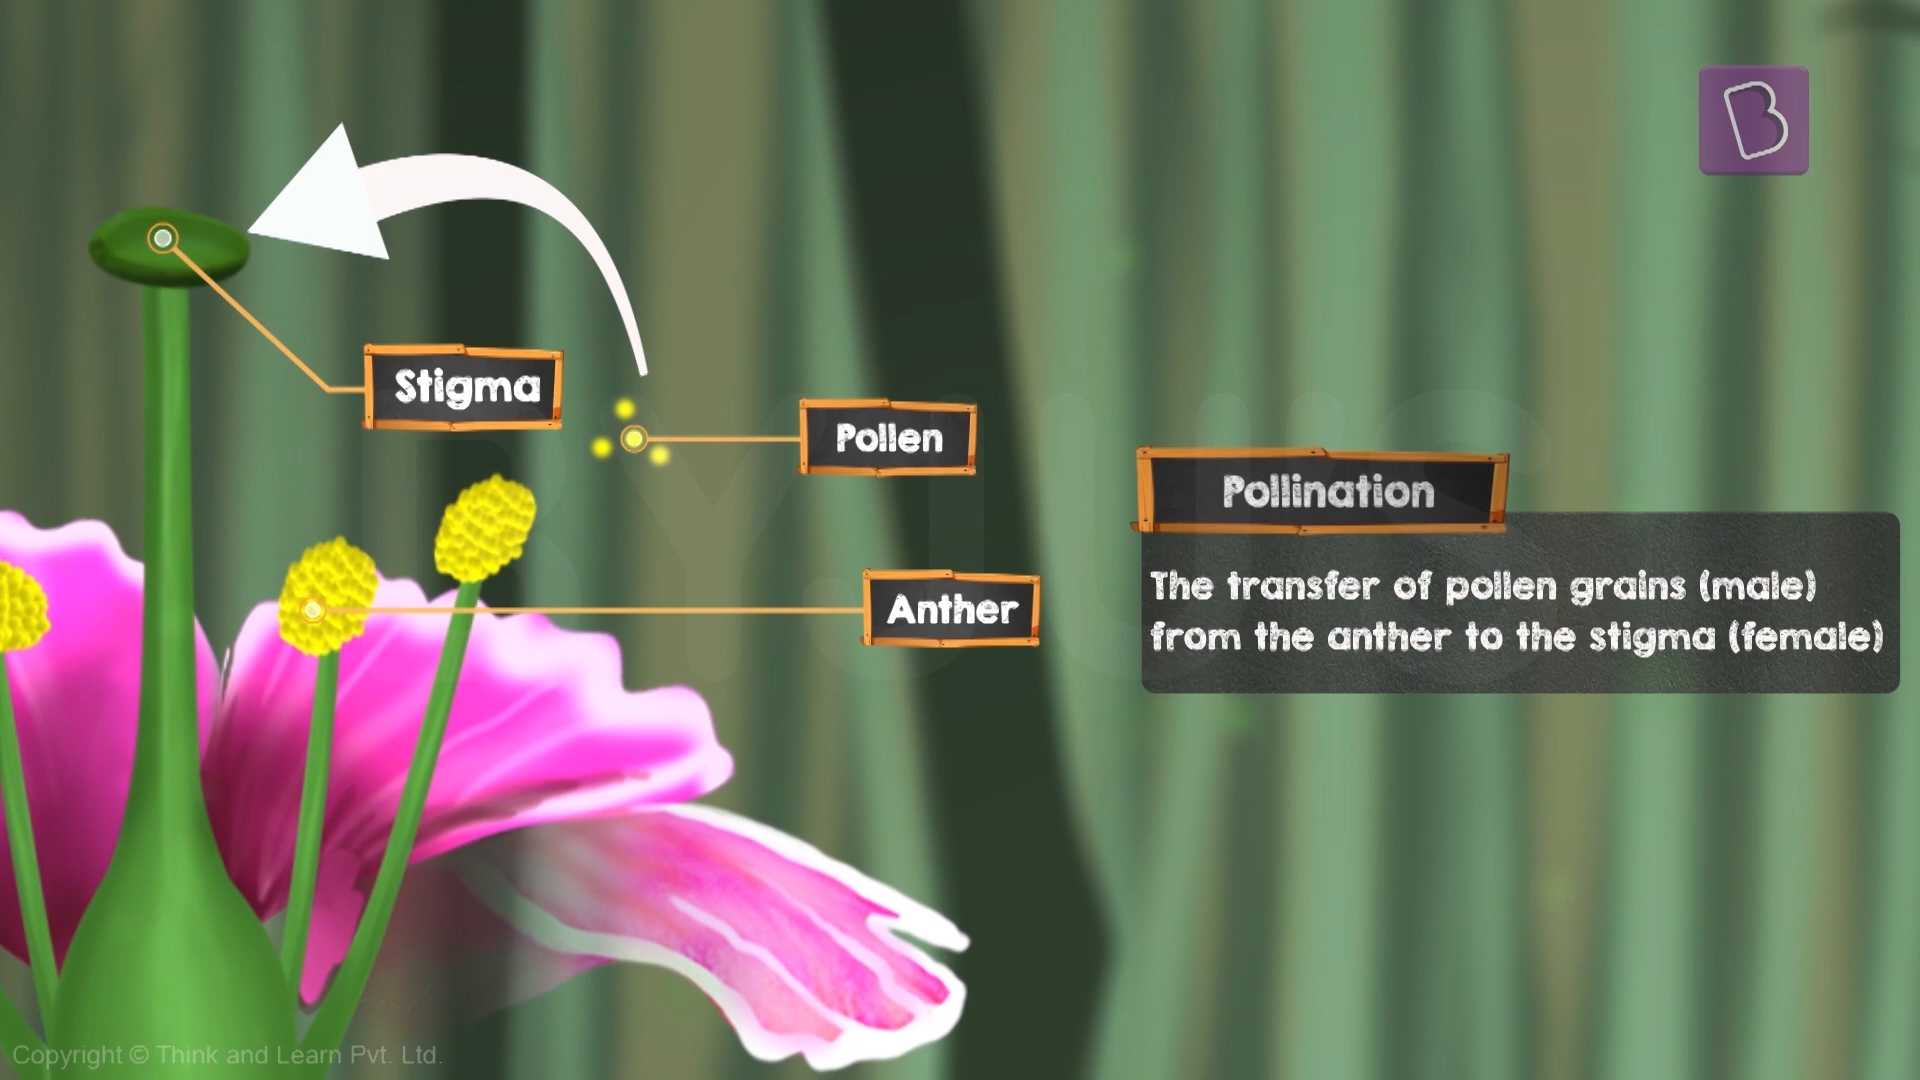 B
Stigma
Pollen
Pollination
Anther
The transfer of pollen grains (male)
from the anther to the stigma (female)
BYJU'S
Copyright © Think and Learn Pvt. Ltd.